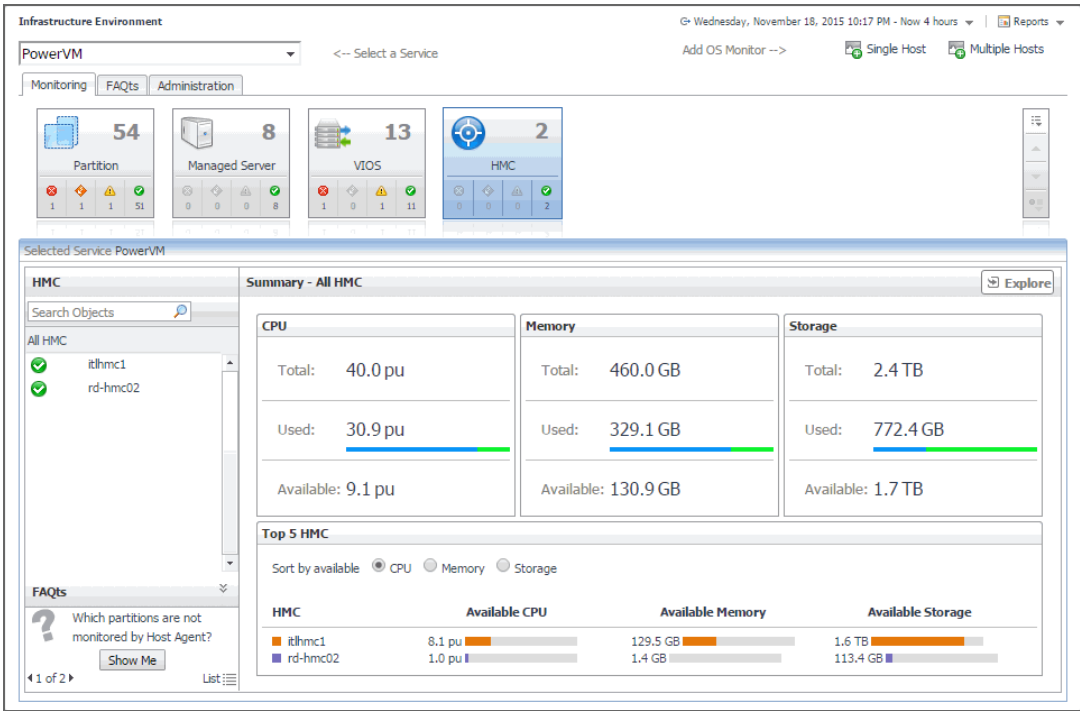 Infrastructure Environment
Wednesday, November 18, 2015 10:17 PM - Now 4 hours
Reports
PowerVM
<-- Select a Service
Add OS Monitor -->
Single Host
Multiple Hosts
Monitoring
FAQts
Administration
54
Partition
1 1 1 51
8
Managed Server
0 0 0 8
13
VIOS
1 0 1 11
2
HMC
0 0 0 2
Selected Service PowerVM
HMC
Search Objects
All HMC
itlhmc1
rd-hmc02
FAQts
Which partitions are not
monitored by Host Agent?
Show Me
1 of 2
List
Summary - All HMC
Explore
CPU
Total: 40.0 pu
Used: 30.9 pu
Available: 9.1 pu
Memory
Total: 460.0 GB
Used: 329.1 GB
Available: 130.9 GB
Storage
Total: 2.4 TB
Used: 772.4 GB
Available: 1.7 TB
Top 5 HMC
Sort by available CPU Memory Storage
HMC Available CPU Available Memory Available Storage
itlhmc1 8.1 pu 129.5 GB 1.6 TB
rd-hmc02 1.0 pu 1.4 GB 113.4 GB